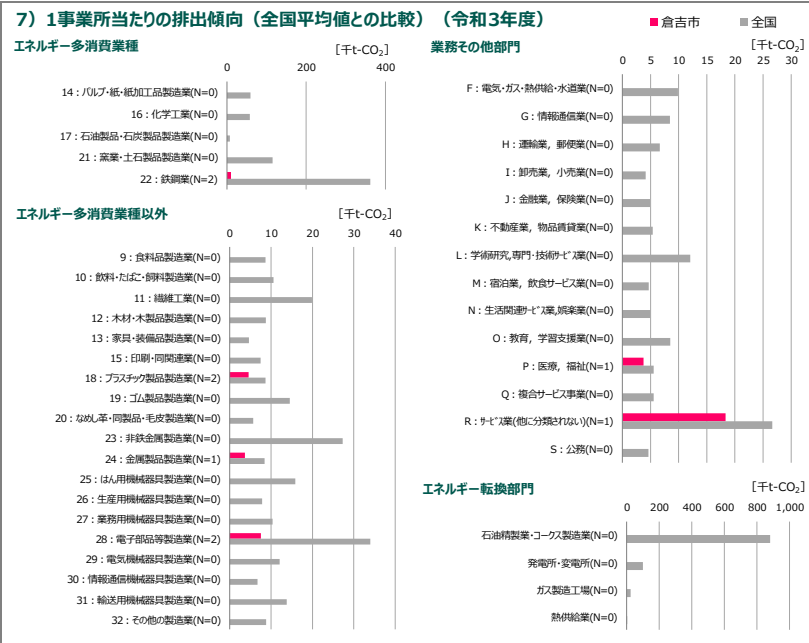 7）1事業所当たりの排出傾向（全国平均値との比較）（令和3年度）
■倉吉市 ■全国
エネルギー多消費業種
[千t-CO₂]
0 200 400
14：パルプ・紙・紙加工品製造業(N=0)
16：化学工業(N=0)
17：石油製品・石炭製品製造業(N=0)
21：窯業・土石製品製造業(N=0)
22：鉄鋼業(N=2)
エネルギー多消費業種以外
[千t-CO₂]
0 10 20 30 40
9：食料品製造業(N=0)
10：飲料・たばこ・飼料製造業(N=0)
11：繊維工業(N=0)
12：木材・木製品製造業(N=0)
13：家具・装備品製造業(N=0)
15：印刷・同関連業(N=0)
18：プラスチック製品製造業(N=2)
19：ゴム製品製造業(N=0)
20：なめし革・同製品・毛皮製造業(N=0)
23：非鉄金属製造業(N=0)
24：金属製品製造業(N=1)
25：はん用機械器具製造業(N=0)
26：生産用機械器具製造業(N=0)
27：業務用機械器具製造業(N=0)
28：電子部品等製造業(N=2)
29：電気機械器具製造業(N=0)
30：情報通信機械器具製造業(N=0)
31：輸送用機械器具製造業(N=0)
32：その他の製造業(N=0)
業務その他部門
[千t-CO₂]
0 5 10 15 20 25 30
F：電気・ガス・熱供給・水道業(N=0)
G：情報通信業(N=0)
H：運輸業，郵便業(N=0)
I：卸売業，小売業(N=0)
J：金融業，保険業(N=0)
K：不動産業，物品賃貸業(N=0)
L：学術研究,専門・技術サービス業(N=0)
M：宿泊業，飲食サービス業(N=0)
N：生活関連サービス業,娯楽業(N=0)
O：教育，学習支援業(N=0)
P：医療，福祉(N=1)
Q：複合サービス事業(N=0)
R：サービス業(他に分類されない)(N=1)
S：公務(N=0)
エネルギー転換部門
[千t-CO₂]
0 200 400 600 800 1,000
石油精製業・コークス製造業(N=0)
発電所・変電所(N=0)
ガス製造工場(N=0)
熱供給業(N=0)